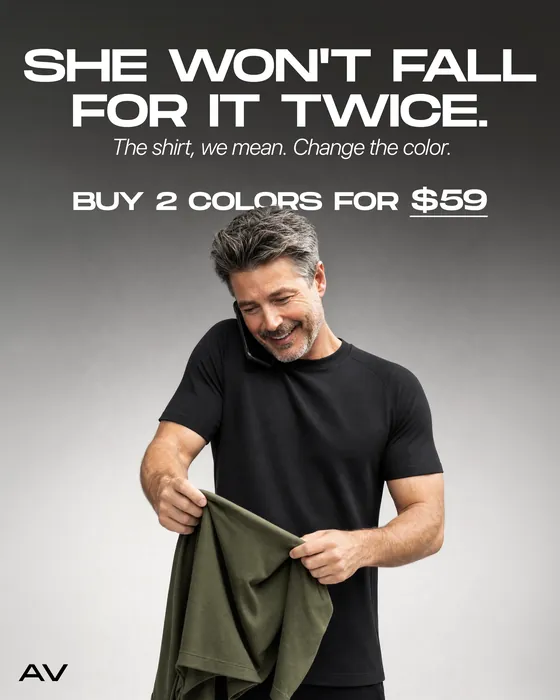 SHE WON'T FALL
FOR IT TWICE.
The shirt, we mean. Change the color.
BUY 2 COLORS FOR $59
AV